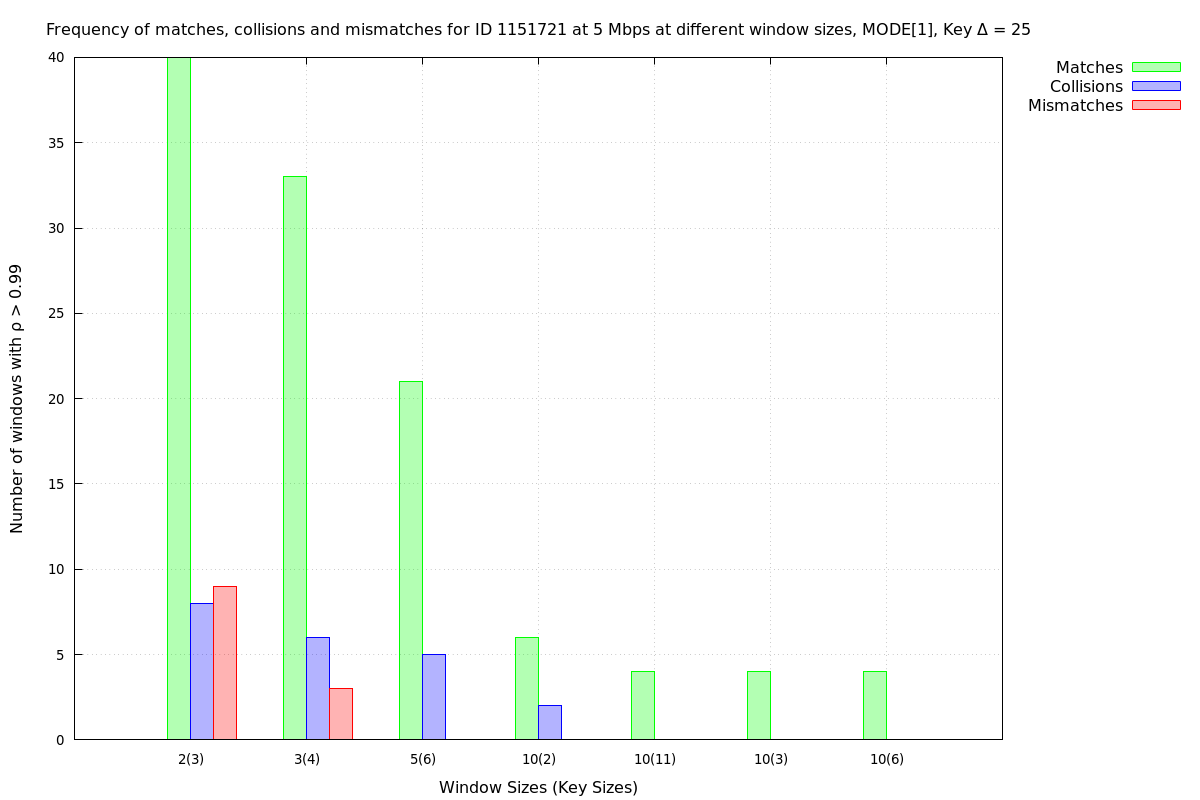 Frequency of matches, collisions and mismatches for ID 1151721 at 5 Mbps at different window sizes, MODE[1], Key Δ = 25
Matches
Collisions
Mismatches
Number of windows with ρ > 0.99
40
35
30
25
20
15
10
5
0
2(3) 3(4) 5(6) 10(2) 10(11) 10(3) 10(6)
Window Sizes (Key Sizes)